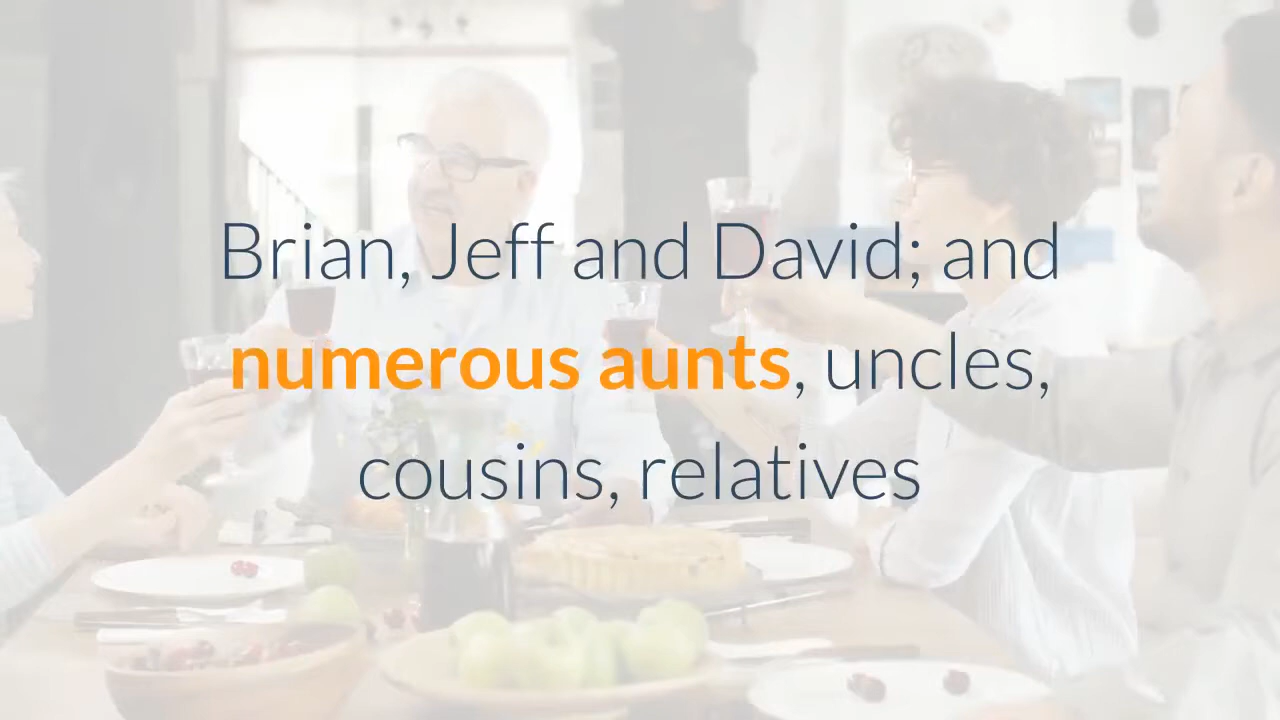 Brian, Jeff and David; and
numerous aunts, uncles,
cousins, relatives